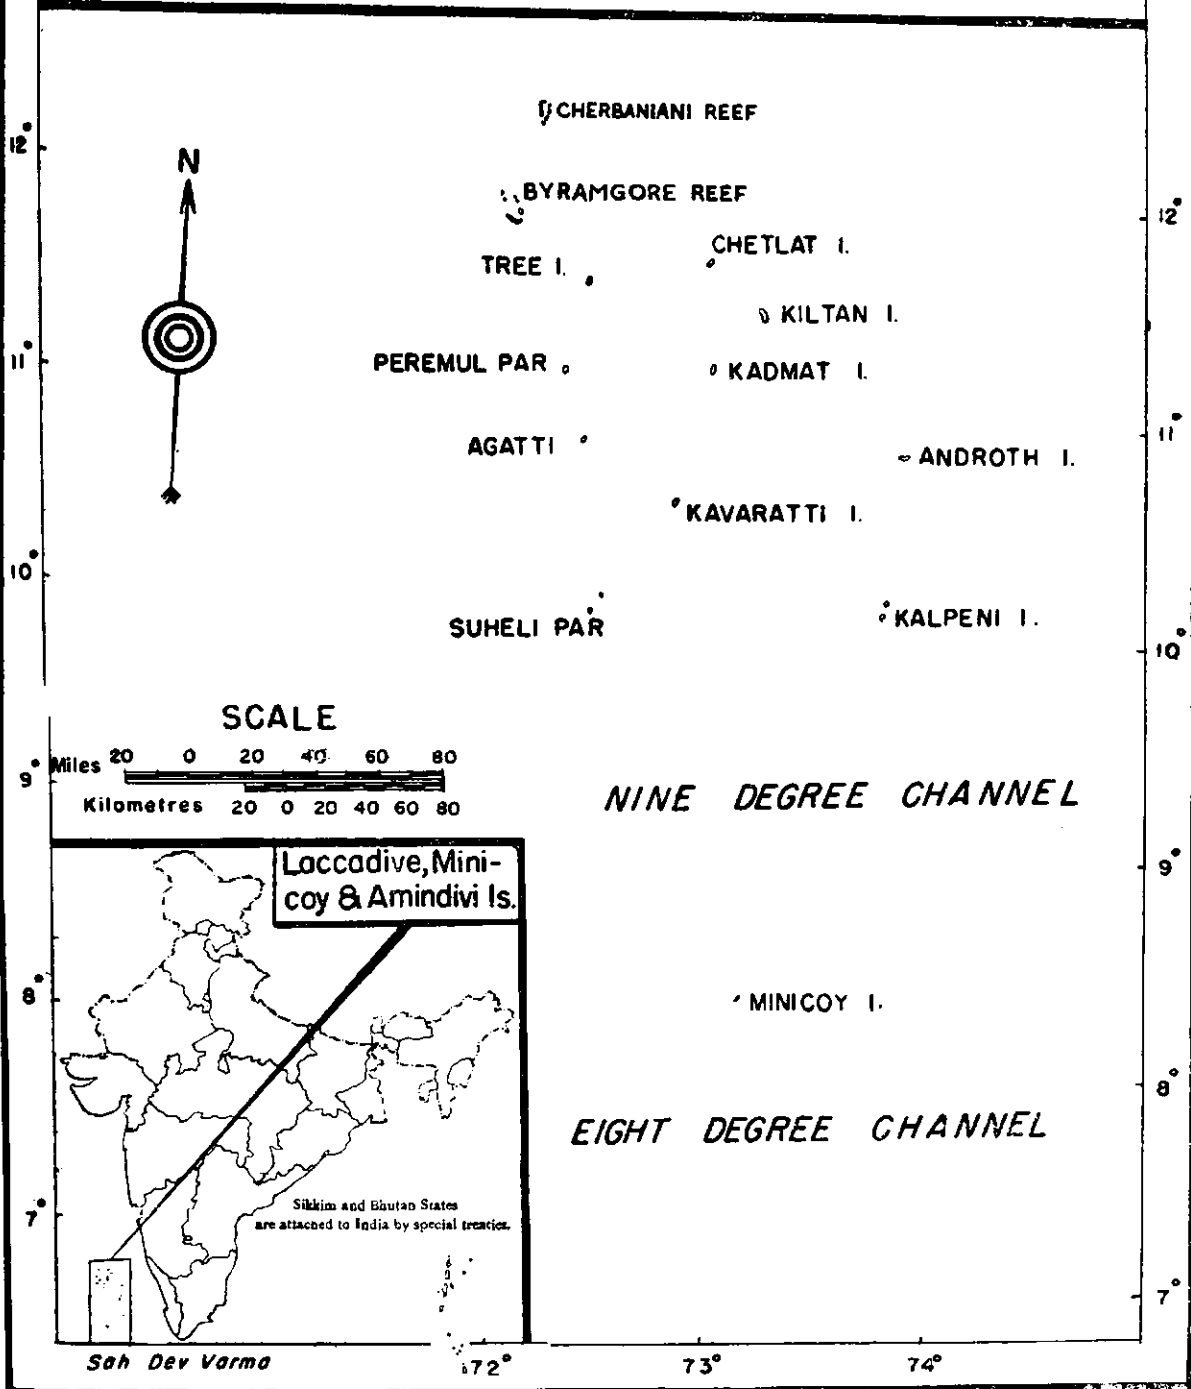 CHERBANIANI REEF
12°
N
BYRAMGORE REEF
12°
CHETLAT I.
TREE I.
KILTAN I.
11°
PEREMUL PAR
KADMAT I.
11°
AGATTI
ANDROTH I.
KAVARATTI I.
10°
SUHELI PAR
KALPENI I.
10°
SCALE
Miles 20 0 20 40 60 80
9°
Kilometres 20 0 20 40 60 80
NINE DEGREE CHANNEL
Laccadive, Mini-
coy & Amindivi Is.
9°
8°
MINICOY I.
8°
EIGHT DEGREE CHANNEL
Sikkim and Bhutan States
are attached to India by special treaties.
7°
7°
Sah Dev Varma
72° 73° 74°